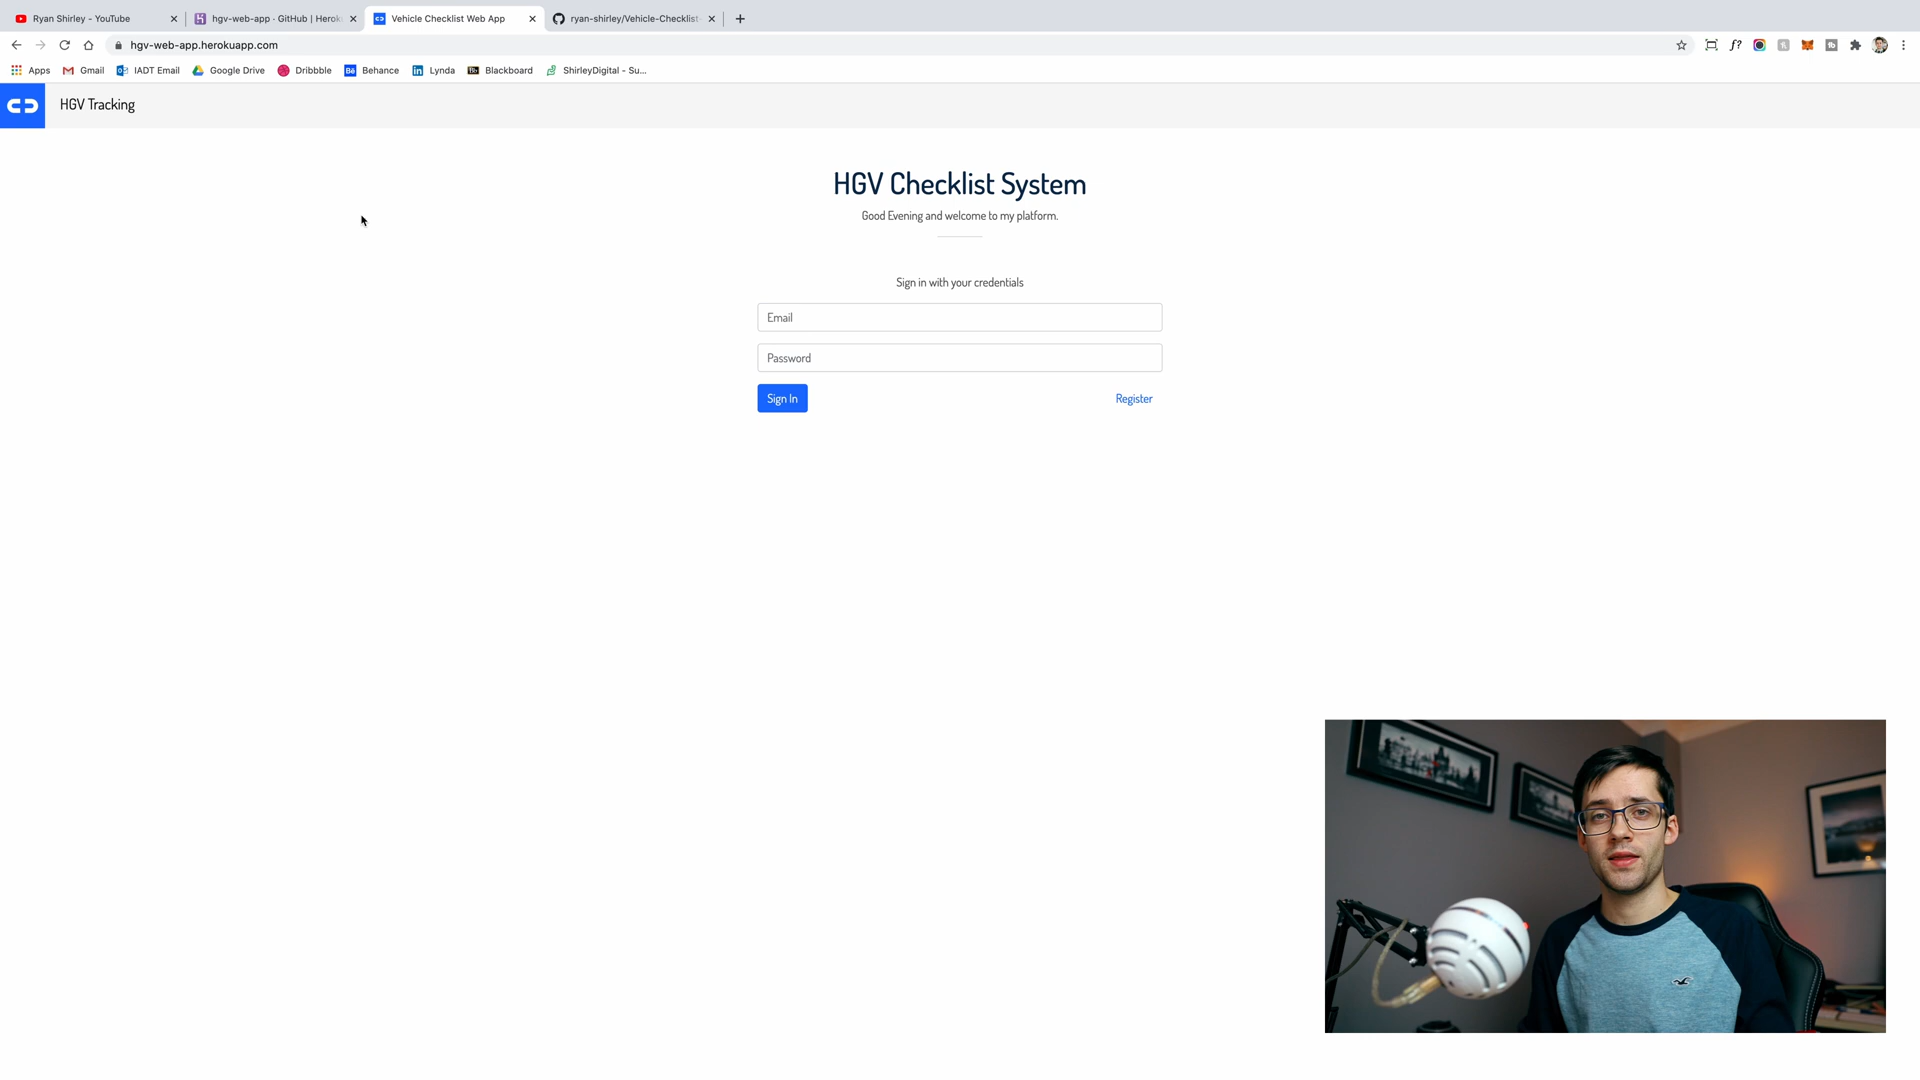 Ryan Shirley - YouTube
hgv-web-app · GitHub | Herok
Vehicle Checklist Web App
ryan-shirley/Vehicle-Checklist-
hgv-web-app.herokuapp.com
f?
Apps
Gmail
IADT Email
Google Drive
Dribbble
Behance
Lynda
Blackboard
ShirleyDigital - Su...
HGV Tracking
HGV Checklist System
Good Evening and welcome to my platform.
Sign in with your credentials
Email
Password
Sign In
Register